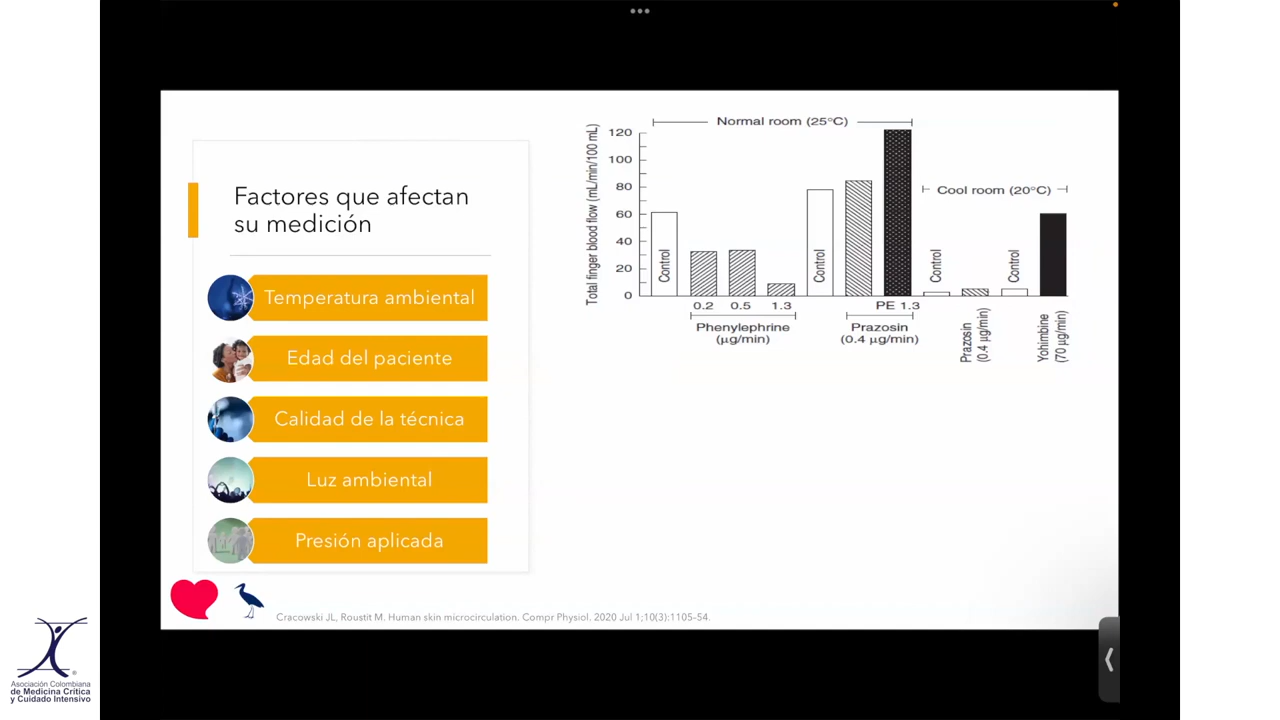 Factores que afectan
su medición
Temperatura ambiental
Edad del paciente
Calidad de la técnica
Luz ambiental
Presión aplicada
Normal room (25°C)
Cool room (20°C)
Total finger blood flow (mL/min/100 mL)
120
100
80
60
40
20
0
Control
Control
Control
Control
0.2 0.5 1.3
PE 1.3
Phenylephrine
(μg/min)
Prazosin
(0.4 μg/min)
Prazosin
(0.4 μg/min)
Yohimbine
(70 μg/min)
Cracowski JL, Roustit M. Human skin microcirculation. Compr Physiol. 2020 Jul 1;10(3):1105–54.
Asociación Colombiana
de Medicina Crítica
y Cuidado Intensivo